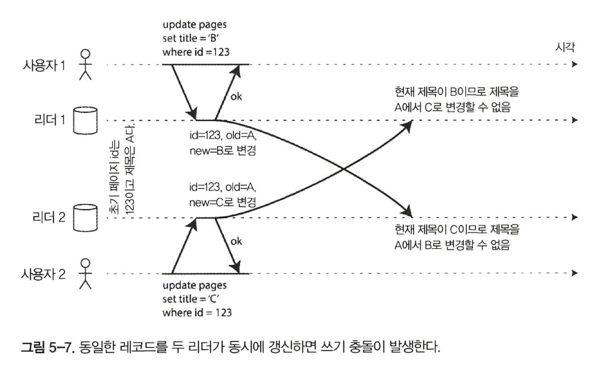 update pages
set title = 'B'
where id =123
시각
사용자 1
ok
현재 제목이 B이므로 제목을
A에서 C로 변경할 수 없음
리더 1
id=123, old=A,
new=B로 변경
초기 페이지 id는
123이고 제목은 A다.
id=123, old=A,
new=C로 변경
리더 2
현재 제목이 C이므로 제목을
A에서 B로 변경할 수 없음
ok
사용자 2
update pages
set title = 'C'
where id = 123
그림 5-7. 동일한 레코드를 두 리더가 동시에 갱신하면 쓰기 충돌이 발생한다.